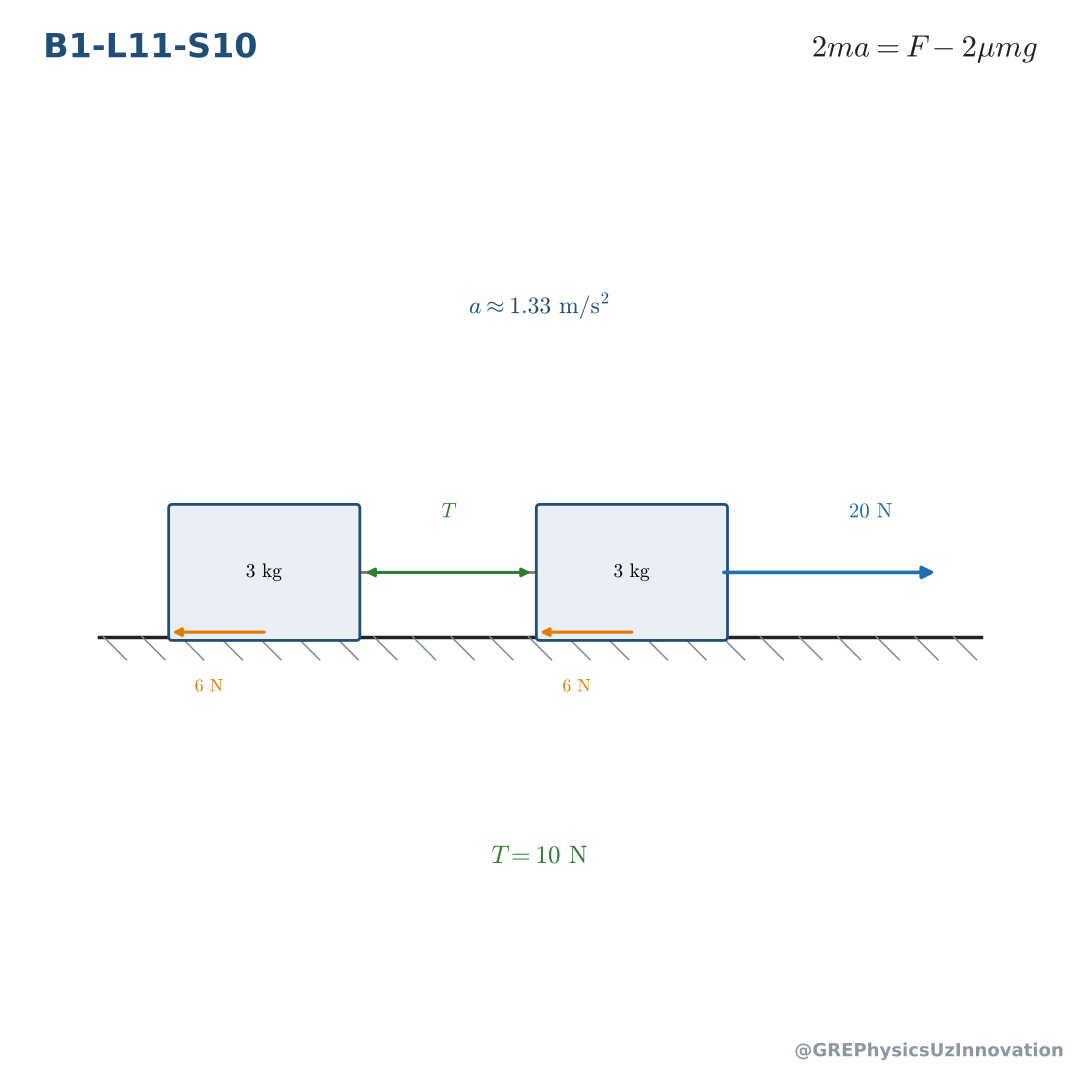 B1-L11-S10
2ma = F − 2μmg
a ≈ 1.33 m/s²
T
20 N
3 kg
3 kg
6 N
6 N
T = 10 N
@GREPhysicsUzInnovation